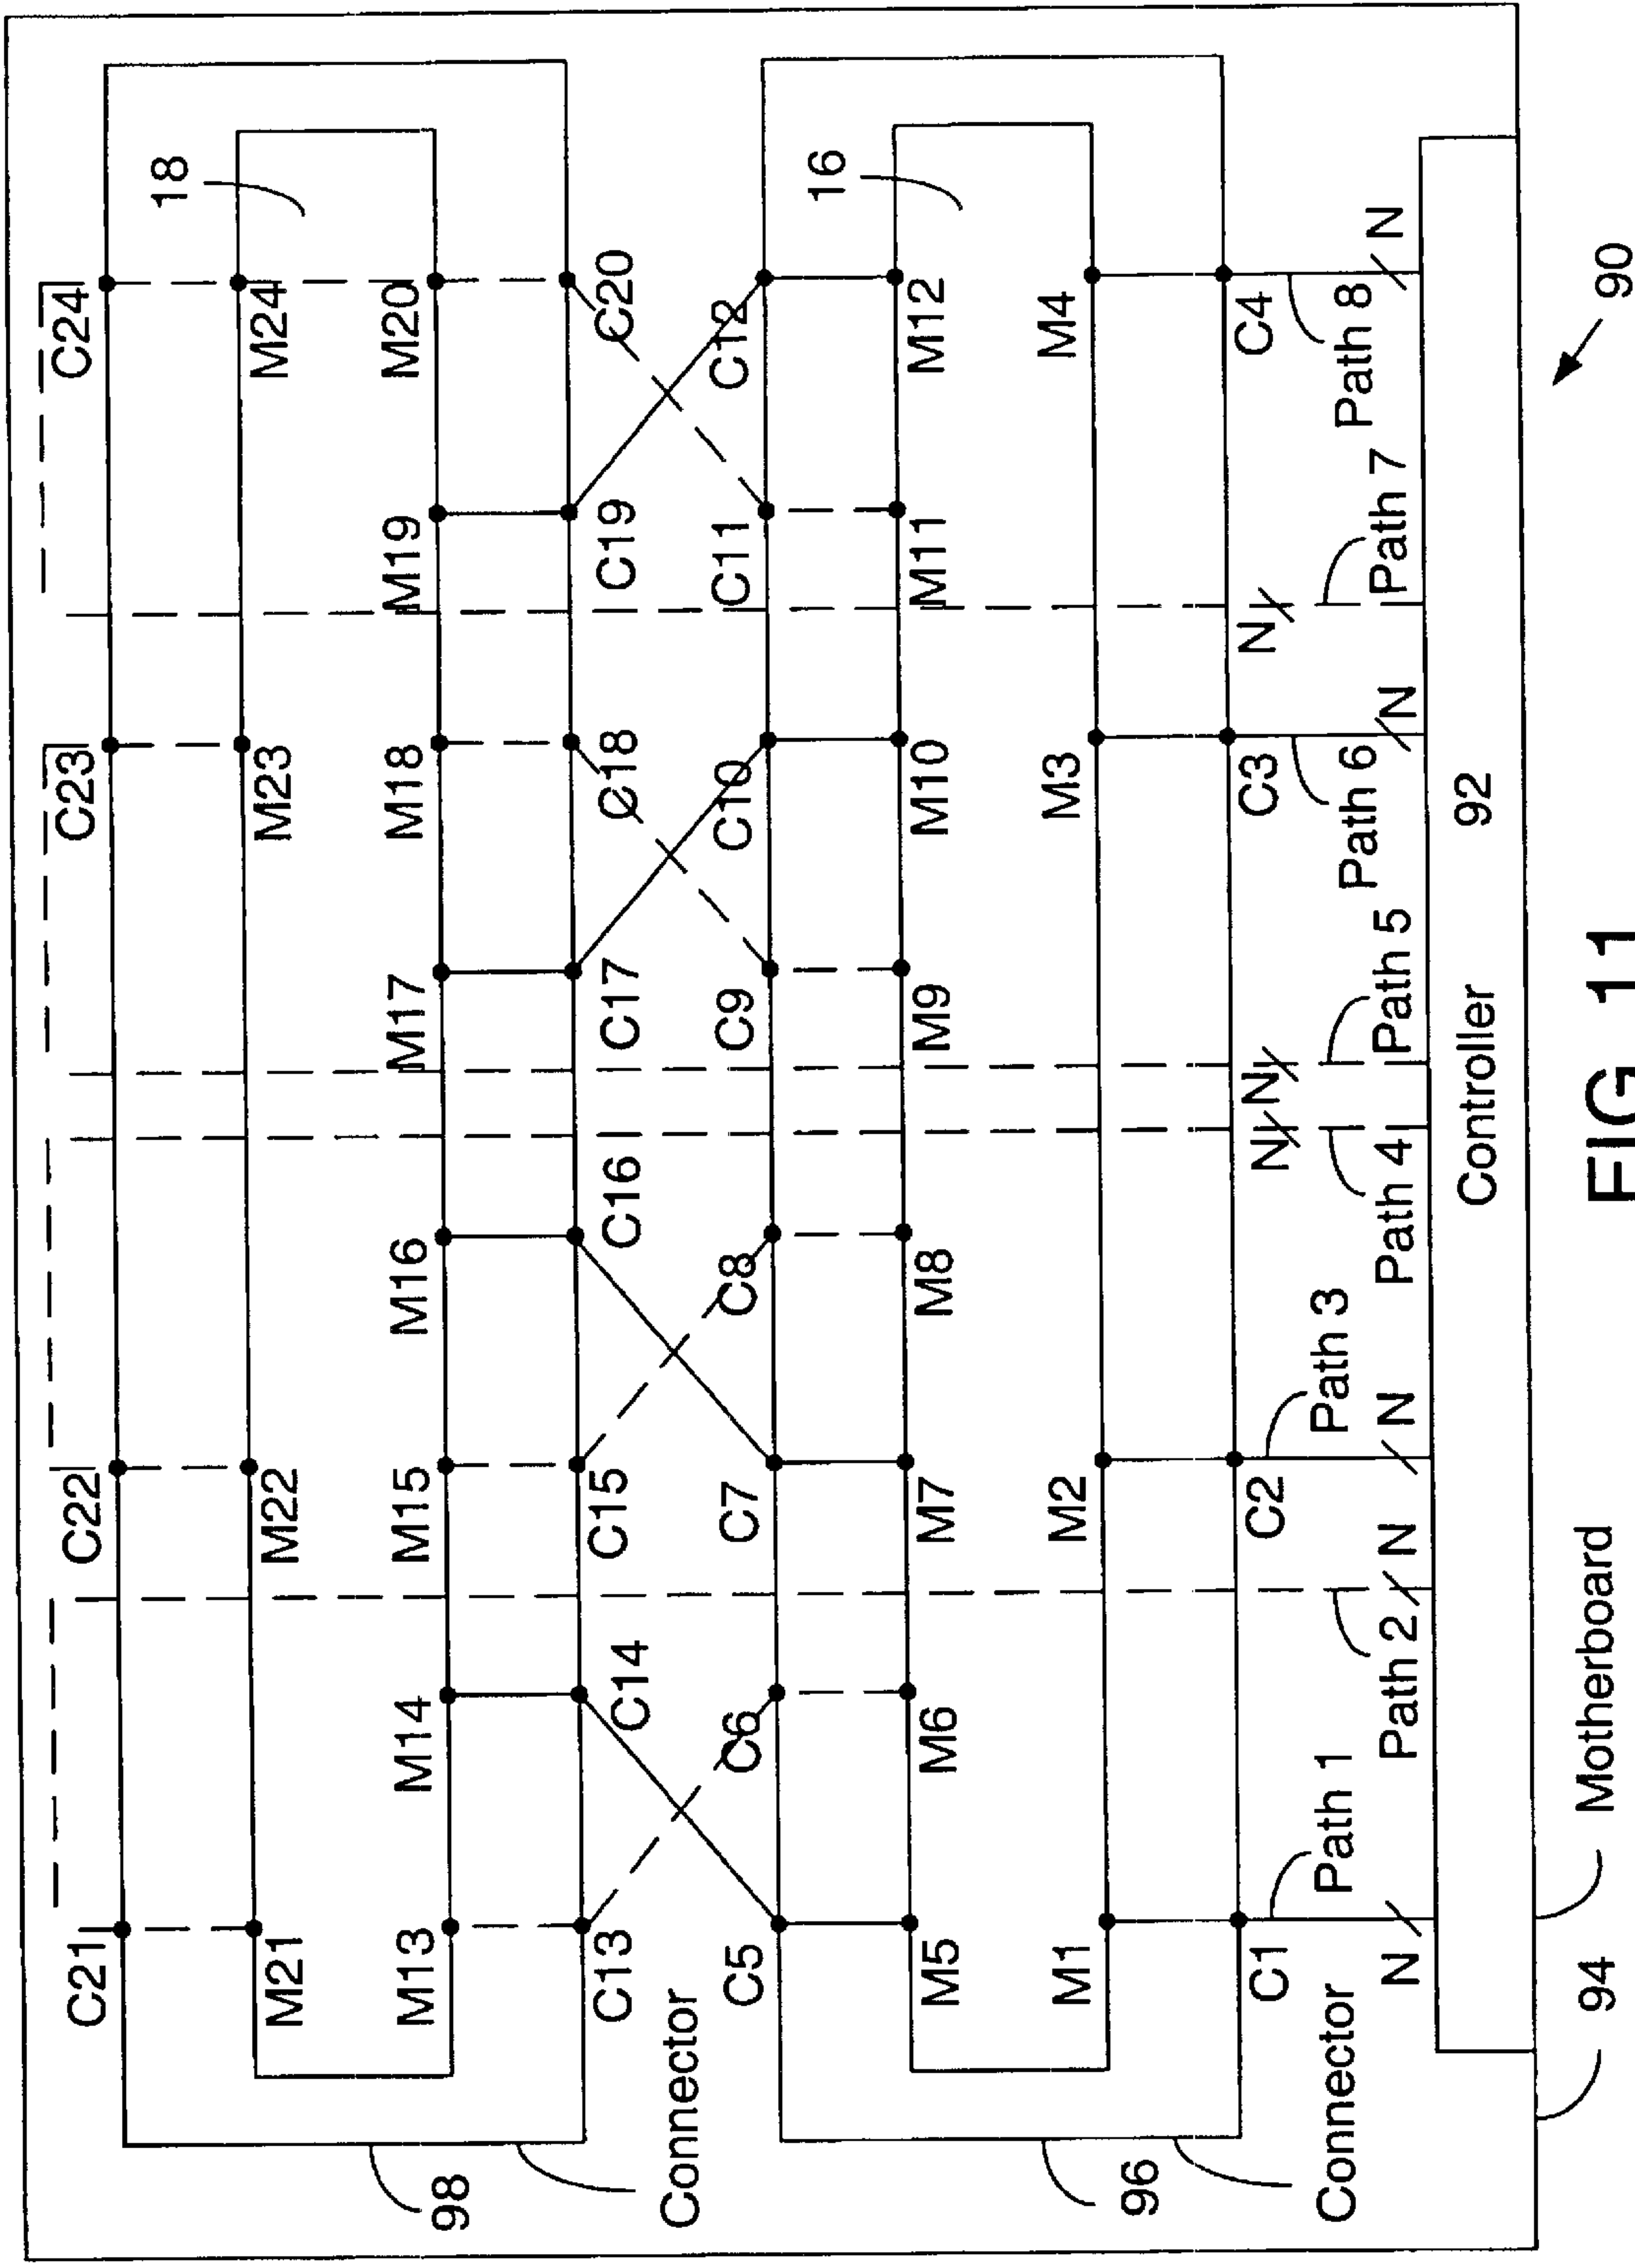 C21
C22
C23
C24
18
M21
M22
M23
M24
M13
M14
M15
M16
M17
M18
M19
M20
98
Connector
C13
C14
C15
C16
C17
C18
C19
C20
C5
C6
C7
C8
C9
C10
C11
C12
16
M5
M6
M7
M8
M9
M10
M11
M12
M1
M2
M3
M4
96
Connector
C1
C2
C3
C4
N
N
N
N
N
N
N
N
Path 1
Path 2
Path 3
Path 4
Path 5
Path 6
Path 7
Path 8
Controller
92
94
Motherboard
90
FIG 11